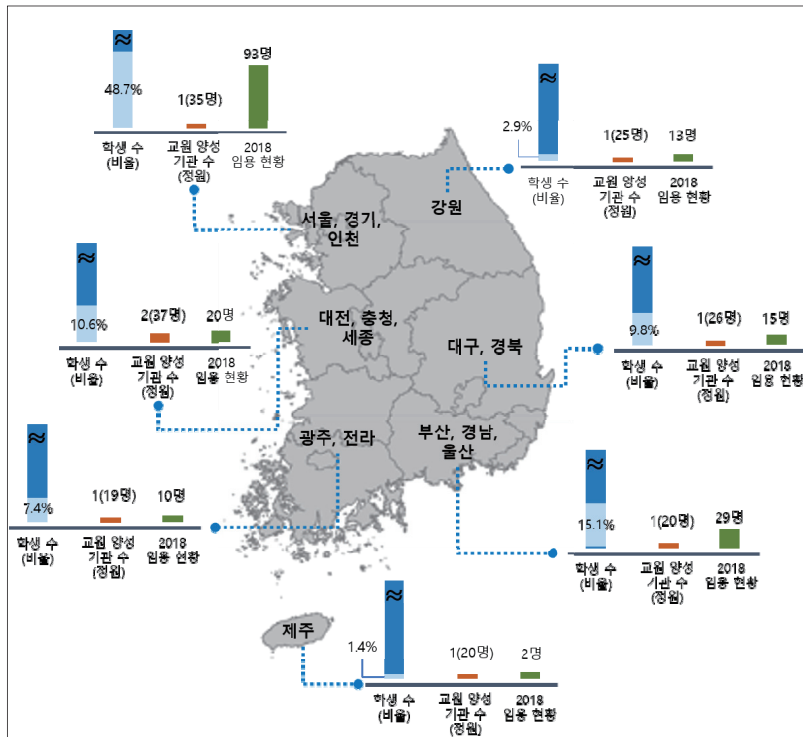 93명
48.7%
1(35명)
학생 수
(비율)
교원 양성
기관 수
(정원)
2018
임용 현황
≈
2.9%
1(25명)
13명
학생 수
(비율)
교원 양성
기관 수
(정원)
2018
임용 현황
서울, 경기,
인천
강원
≈
10.6%
2(37명)
20명
학생 수
(비율)
교원 양성
기관 수
(정원)
2018
임용 현황
대전, 충청,
세종
대구, 경북
≈
9.8%
1(26명)
15명
학생 수
(비율)
교원 양성
기관 수
(정원)
2018
임용 현황
≈
7.4%
1(19명)
10명
학생 수
(비율)
교원 양성
기관 수
(정원)
2018
임용 현황
광주, 전라
부산, 경남,
울산
≈
15.1%
1(20명)
29명
학생 수
(비율)
교원 양성
기관 수
(정원)
2018
임용 현황
제주
≈
1.4%
1(20명)
2명
학생 수
(비율)
교원 양성
기관 수
(정원)
2018
임용 현황